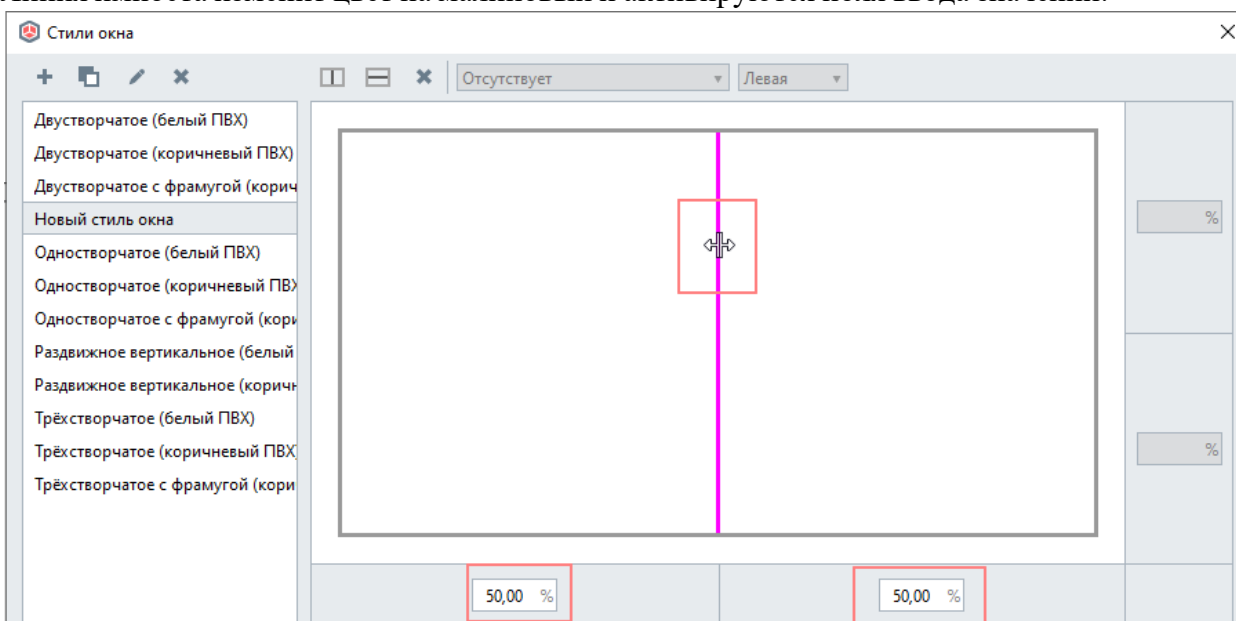 Стили окна
Отсутствует
Левая
Двустворчатое (белый ПВХ)
Двустворчатое (коричневый ПВХ)
Двустворчатое с фрамугой (корич
Новый стиль окна
%
Одностворчатое (белый ПВХ)
Одностворчатое (коричневый ПВХ
Одностворчатое с фрамугой (кори
Раздвижное вертикальное (белый
Раздвижное вертикальное (коричн
Трёхстворчатое (белый ПВХ)
Трёхстворчатое (коричневый ПВХ
%
Трёхстворчатое с фрамугой (кори
50,00 %
50,00 %